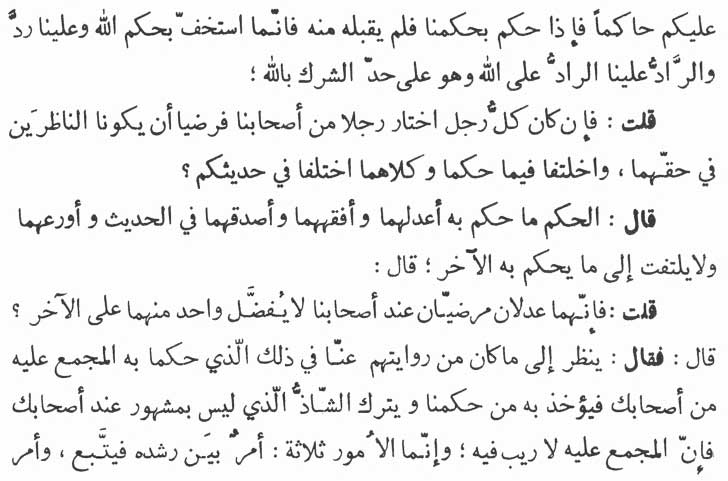 عليكم حاكماً فإذا حكم بحكمنا فلم يقبله منه فانّما استخفّ بحكم الله وعلينا ردَّ
والرَّادُّ علينا الرادُّ على الله وهو على حدّ الشرك بالله ؛
قلت : فإن كان كلُّ رجل اختار رجلا من أصحابنا فرضيا أن يكونا الناظرَين
في حقّهما ، واخلتفا فيما حكما وكلاهما اختلفا في حديثكم ؟
قال : الحكم ما حكم به أعدلهما وأفقههما وأصدقهما في الحديث و أورعهما
ولايلتفت إلى ما يحكم به الآخر ؛ قال :
قلت : فإنّهما عدلان مرضيّان عند أصحابنا لايُفضَّل واحد منهما على الآخر ؟
قال : فقال : ينظر إلى ماكان من روايتهم عنّا في ذلك الّذي حكما به المجمع عليه
من أصحابك فيؤخذ به من حكمنا و يترك الشّاذُّ الّذي ليس بمشهور عند أصحابك
فإنّ المجمع عليه لا ريب فيه ؛ وإنّما الاُمور ثلاثة : أمرٌ بيَن رشده فيتَّبع ، وأمر